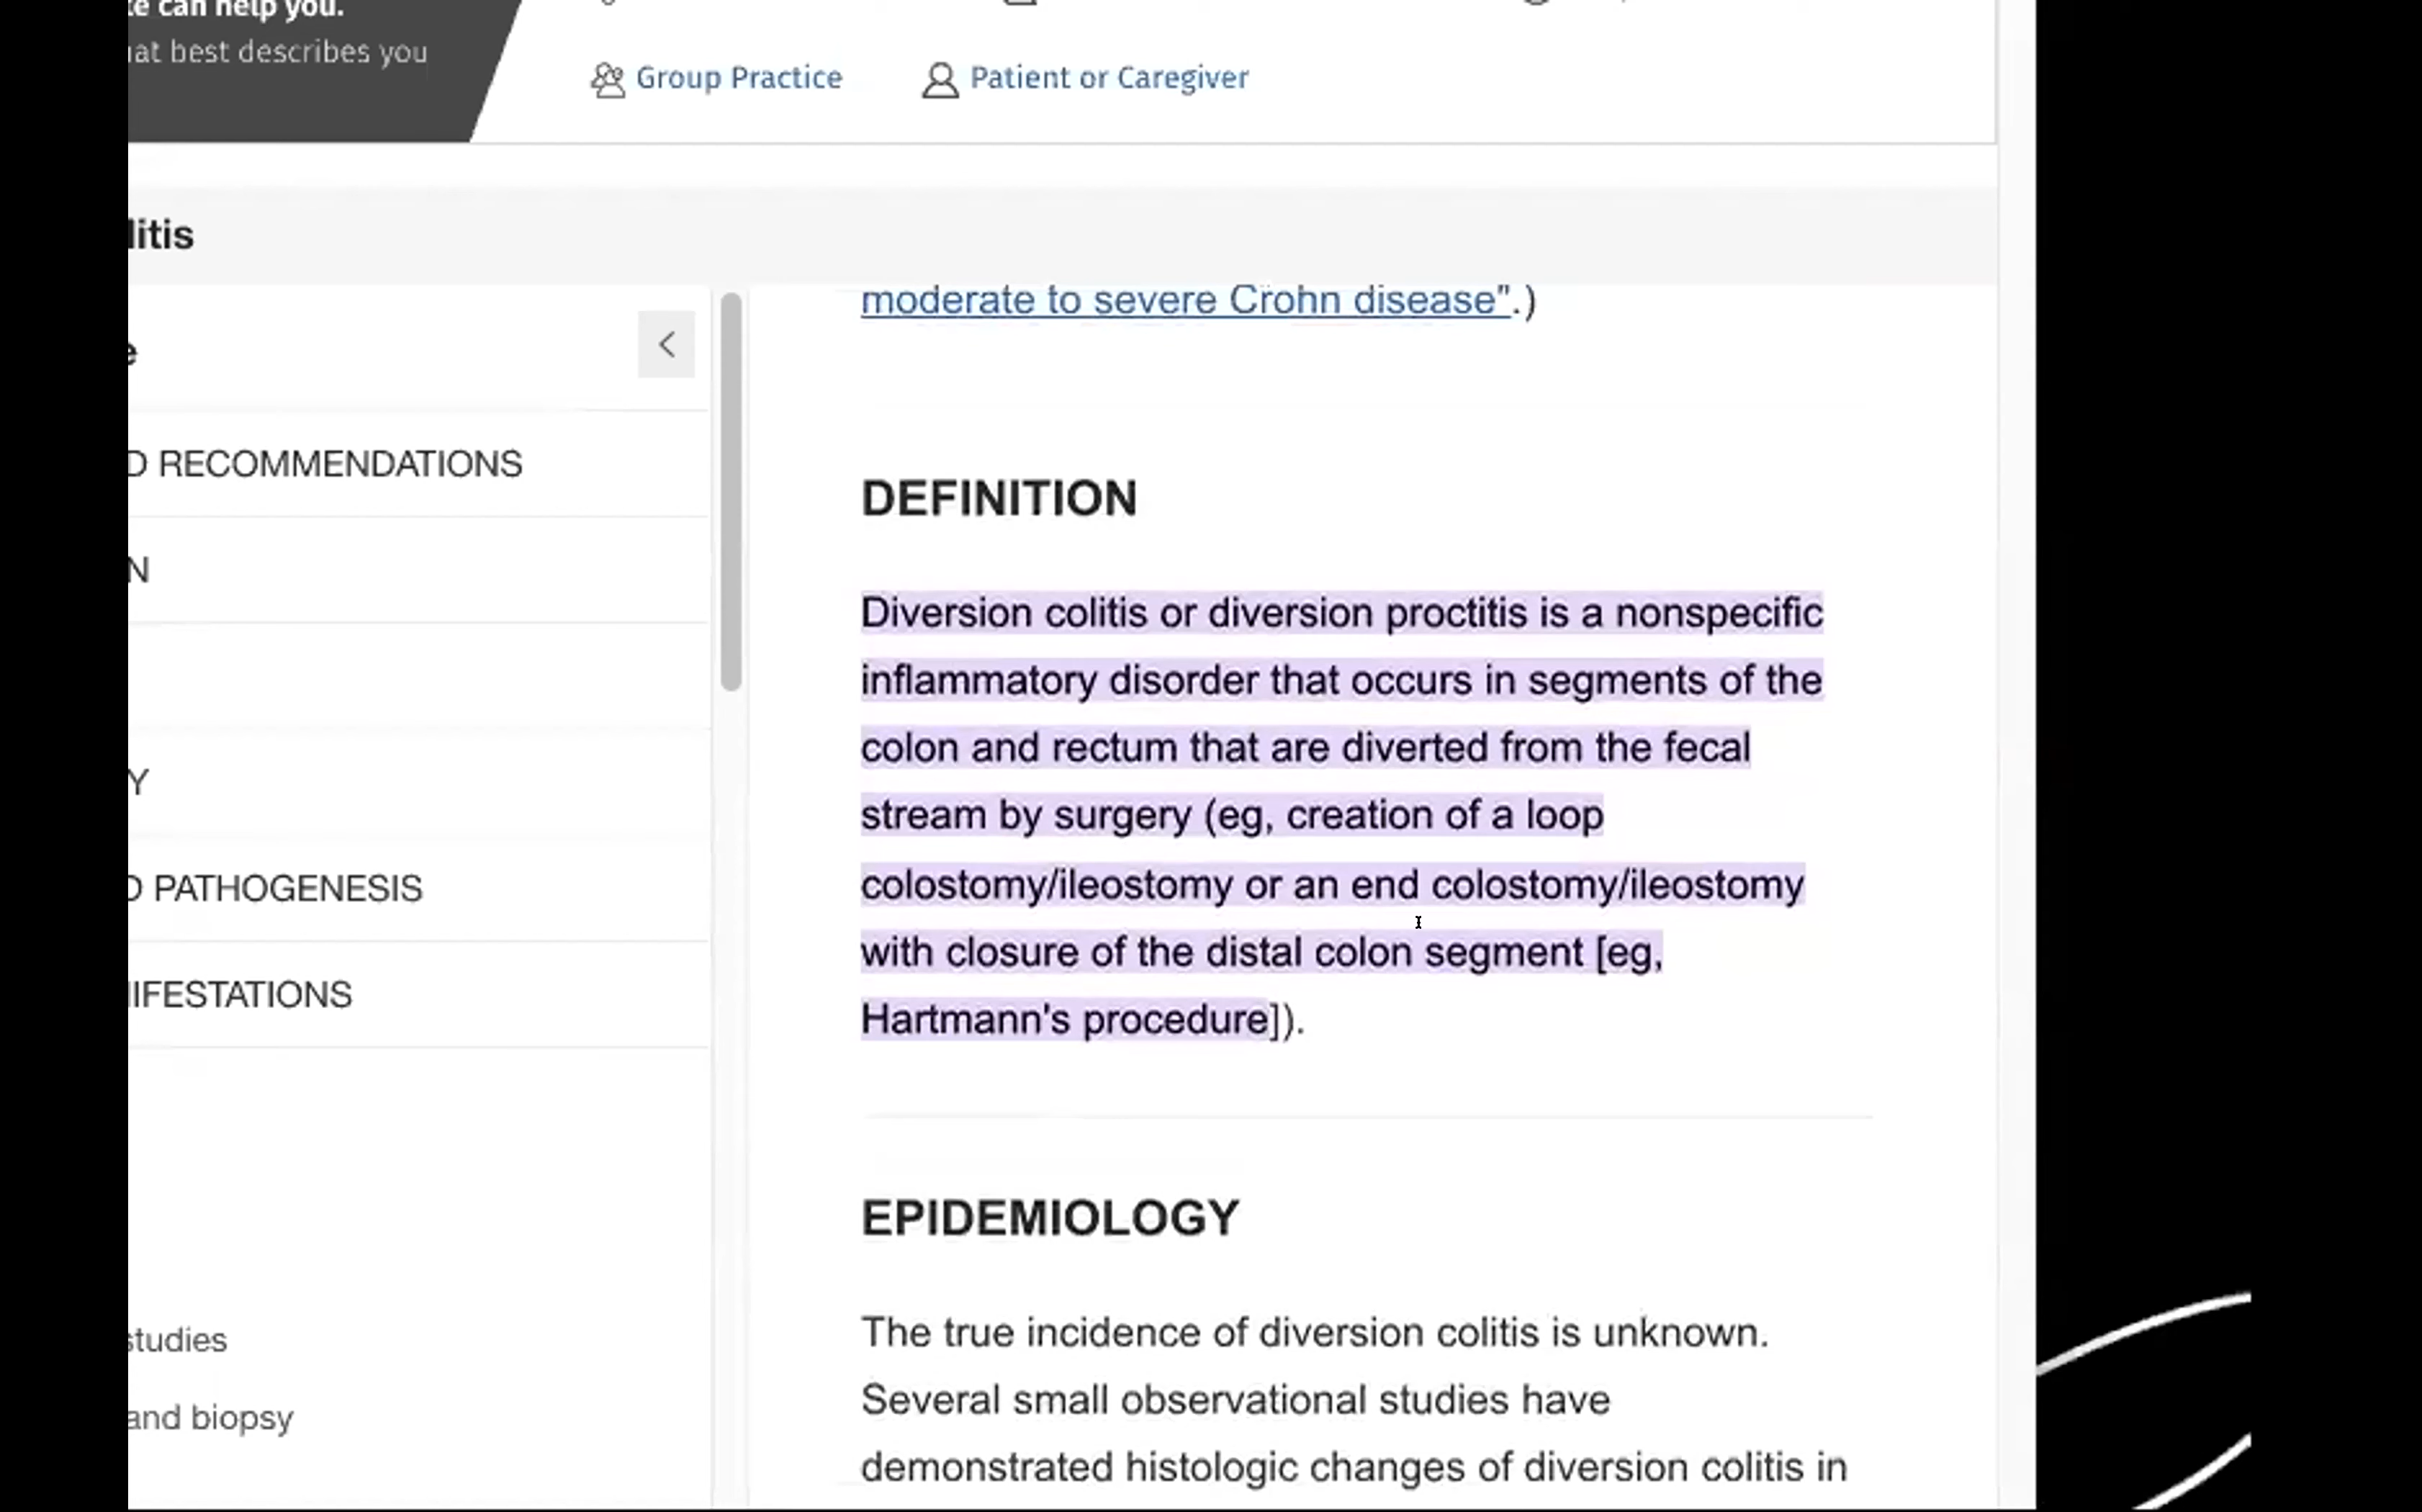 can help you.
at best describes you
Group Practice
Patient or Caregiver
litis
RECOMMENDATIONS
N
Y
PATHOGENESIS
IFESTATIONS
studies
and biopsy
moderate to severe Crohn disease".)
DEFINITION
Diversion colitis or diversion proctitis is a nonspecific
inflammatory disorder that occurs in segments of the
colon and rectum that are diverted from the fecal
stream by surgery (eg, creation of a loop
colostomy/ileostomy or an end colostomy/ileostomy
with closure of the distal colon segment [eg,
Hartmann's procedure]).
EPIDEMIOLOGY
The true incidence of diversion colitis is unknown.
Several small observational studies have
demonstrated histologic changes of diversion colitis in